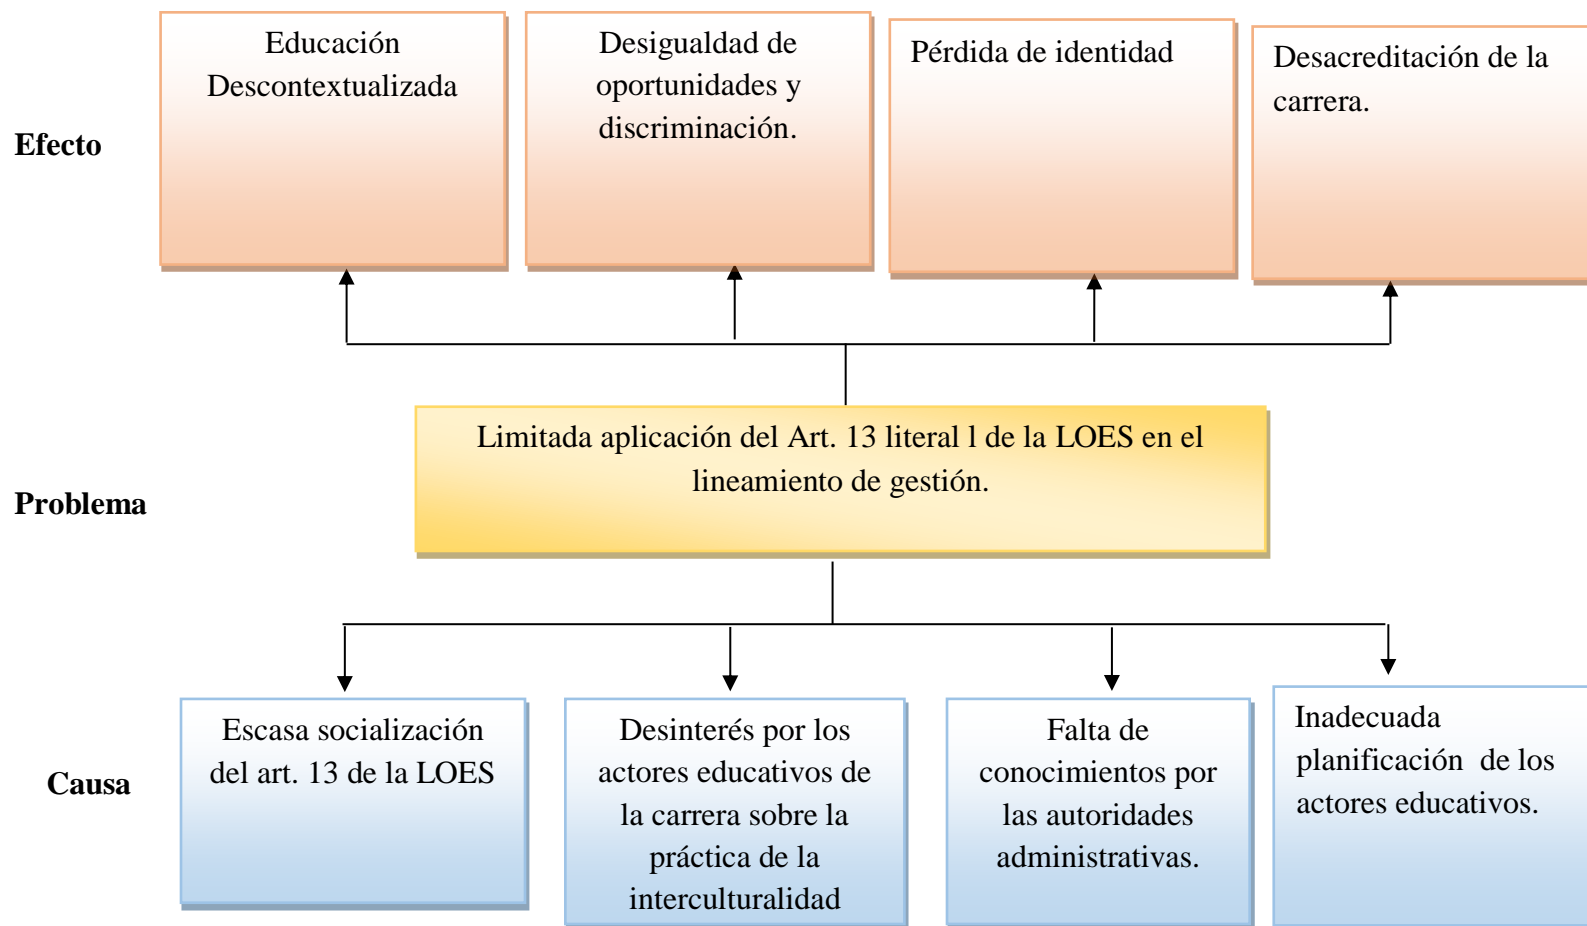 Efecto
Educación
Descontextualizada
Desigualdad de
oportunidades y
discriminación.
Pérdida de identidad
Desacreditación de la
carrera.
Problema
Limitada aplicación del Art. 13 literal l de la LOES en el
lineamiento de gestión.
Causa
Escasa socialización
del art. 13 de la LOES
Desinterés por los
actores educativos de
la carrera sobre la
práctica de la
interculturalidad
Falta de
conocimientos por
las autoridades
administrativas.
Inadecuada
planificación  de los
actores educativos.